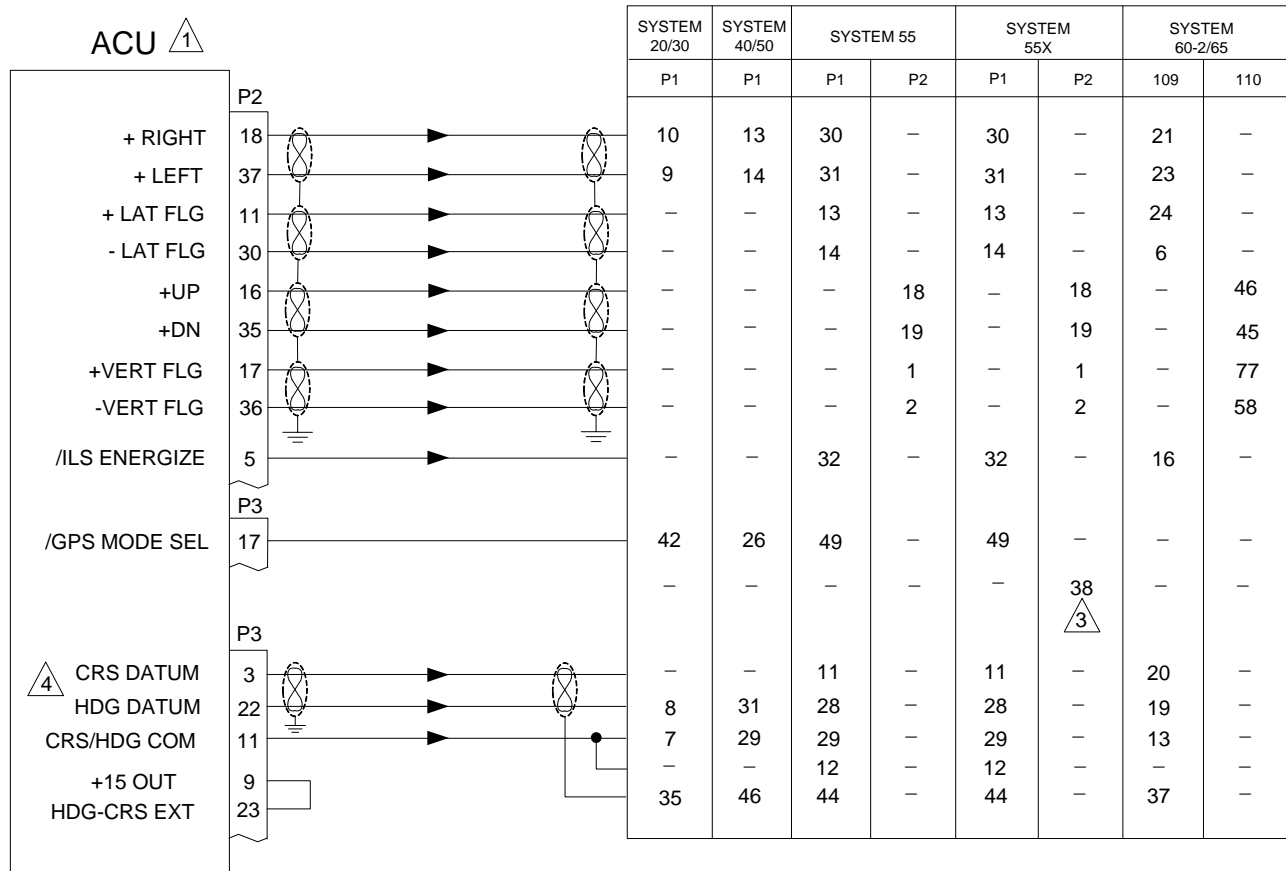 ACU 1
SYSTEM 20/30 SYSTEM 40/50 SYSTEM 55 SYSTEM 55X SYSTEM 60-2/65
P1 P1 P1 P2 P1 P2 109 110
P2
+ RIGHT 18 10 13 30 – 30 – 21 –
+ LEFT 37 9 14 31 – 31 – 23 –
+ LAT FLG 11 – – 13 – 13 – 24 –
- LAT FLG 30 – – 14 – 14 – 6 –
+UP 16 – – – 18 – 18 – 46
+DN 35 – – – 19 – 19 – 45
+VERT FLG 17 – – – 1 – 1 – 77
-VERT FLG 36 – – – 2 – 2 – 58
/ILS ENERGIZE 5 – – 32 – 32 – 16 –
P3
/GPS MODE SEL 17 42 26 49 – 49 – – –
– – – – – 38 – –
3
P3
4 CRS DATUM 3 – – 11 – 11 – 20 –
HDG DATUM 22 8 31 28 – 28 – 19 –
CRS/HDG COM 11 7 29 29 – 29 – 13 –
– – 12 – 12 – – –
+15 OUT 9
35 46 44 – 44 – 37 –
HDG-CRS EXT 23